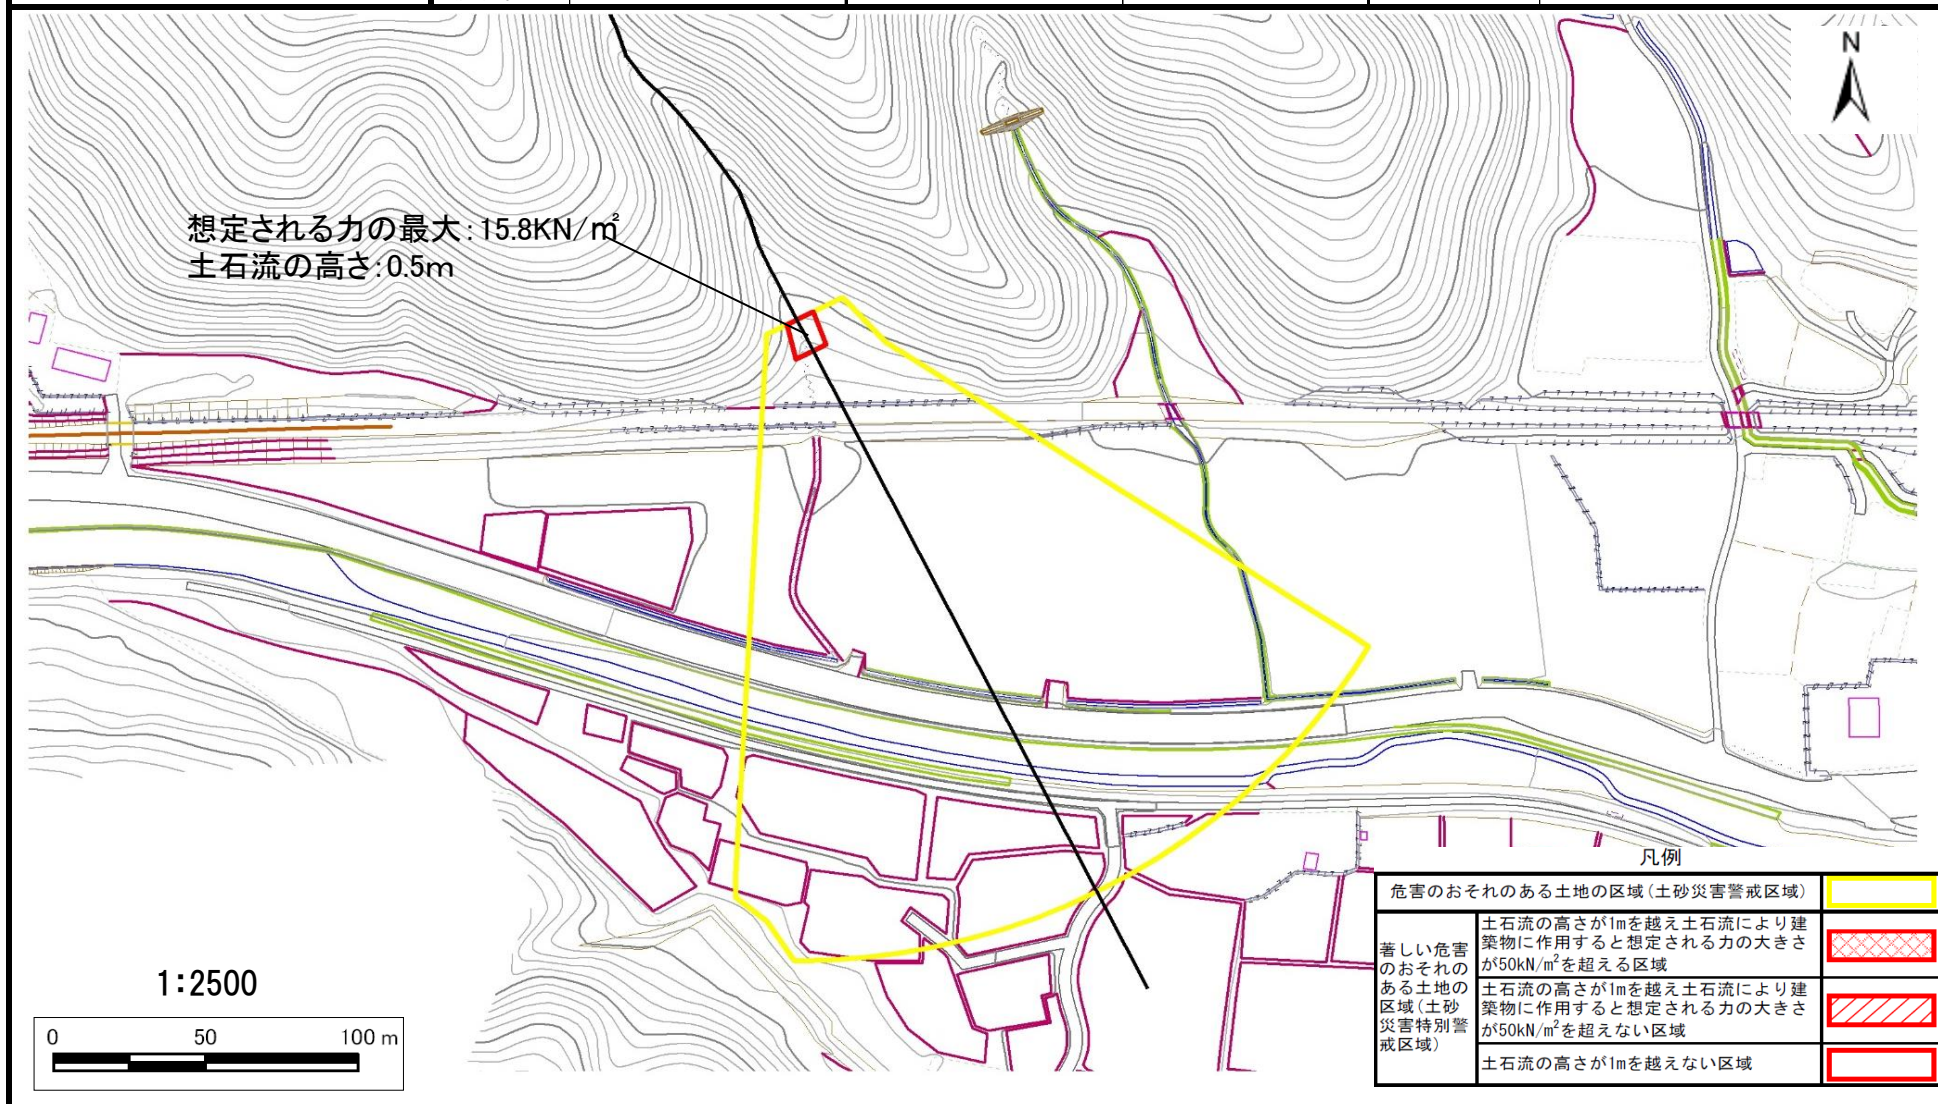 N
想定される力の最大:15.8KN/㎡
土石流の高さ:0.5m
1:2500
0 50 100 m
凡例
危害のおそれのある土地の区域(土砂災害警戒区域)
著しい危害
のおそれの
ある土地の
区域(土砂
災害特別警
戒区域)
土石流の高さが1mを越え土石流により建
築物に作用すると想定される力の大きさ
が50kN/m²を超える区域
土石流の高さが1mを越え土石流により建
築物に作用すると想定される力の大きさ
が50kN/m²を超えない区域
土石流の高さが1mを越えない区域